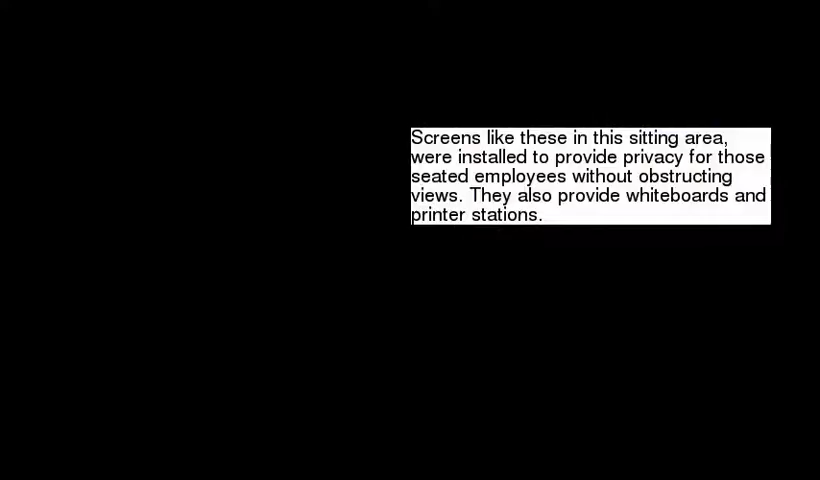 Screens like these in this sitting area,
were installed to provide privacy for those
seated employees without obstructing
views. They also provide whiteboards and
printer stations.